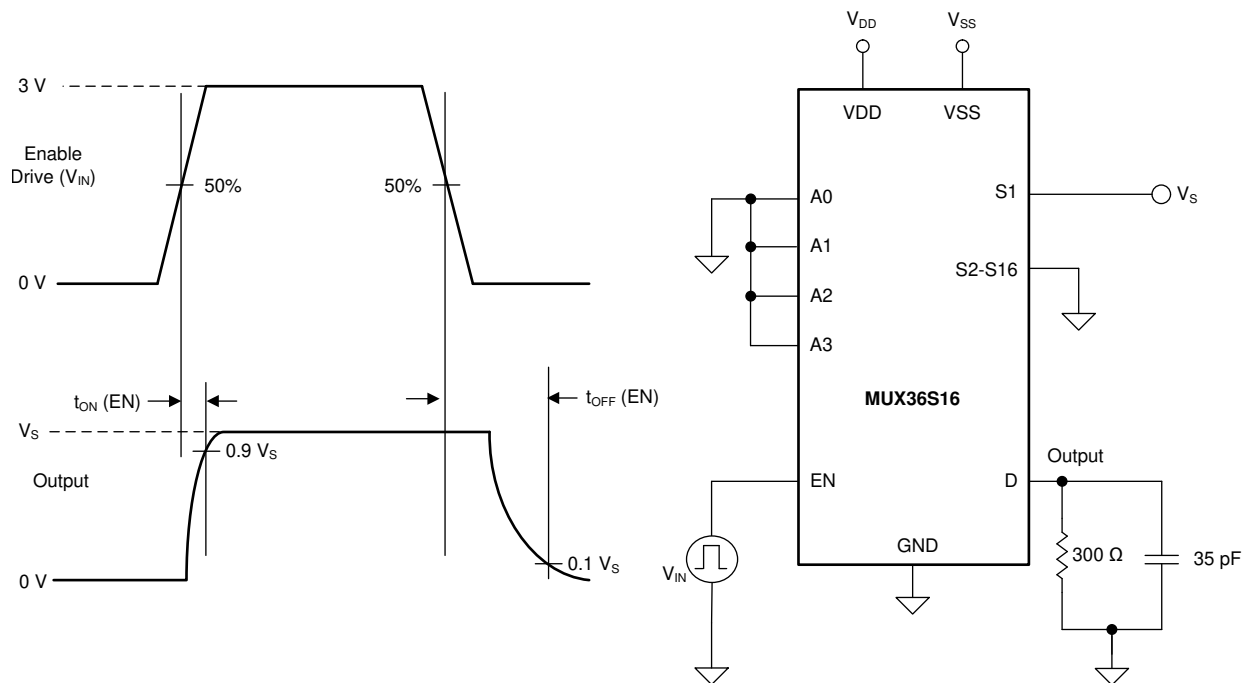 3 V
Enable
Drive (VIN)
50%
50%
0 V
tON (EN)
tOFF (EN)
VS
0.9 VS
Output
0.1 VS
0 V
VDD
VSS
VDD
VSS
A0
A1
A2
A3
S1
VS
S2-S16
MUX36S16
Output
EN
D
GND
VIN
300 Ω
35 pF